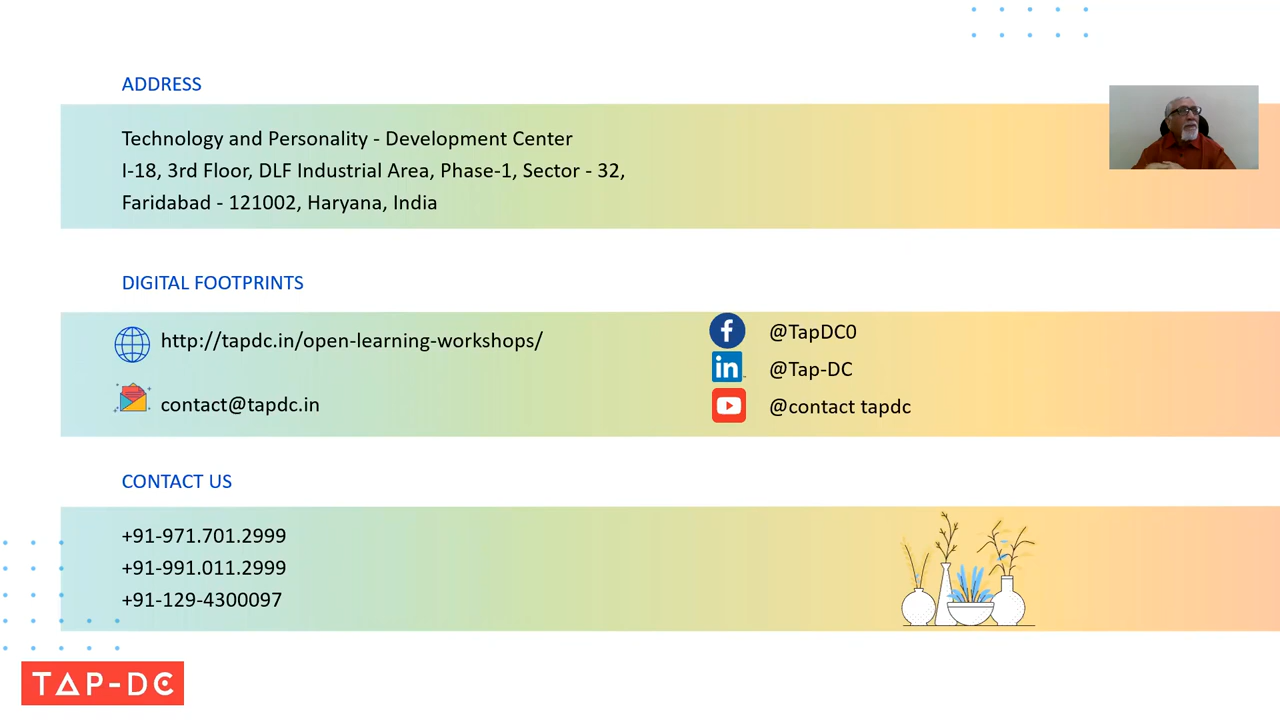 ADDRESS
Technology and Personality - Development Center
I-18, 3rd Floor, DLF Industrial Area, Phase-1, Sector - 32,
Faridabad - 121002, Haryana, India
DIGITAL FOOTPRINTS
http://tapdc.in/open-learning-workshops/
contact@tapdc.in
@TapDC0
@Tap-DC
@contact tapdc
CONTACT US
+91-971.701.2999
+91-991.011.2999
+91-129-4300097
TAP-DC